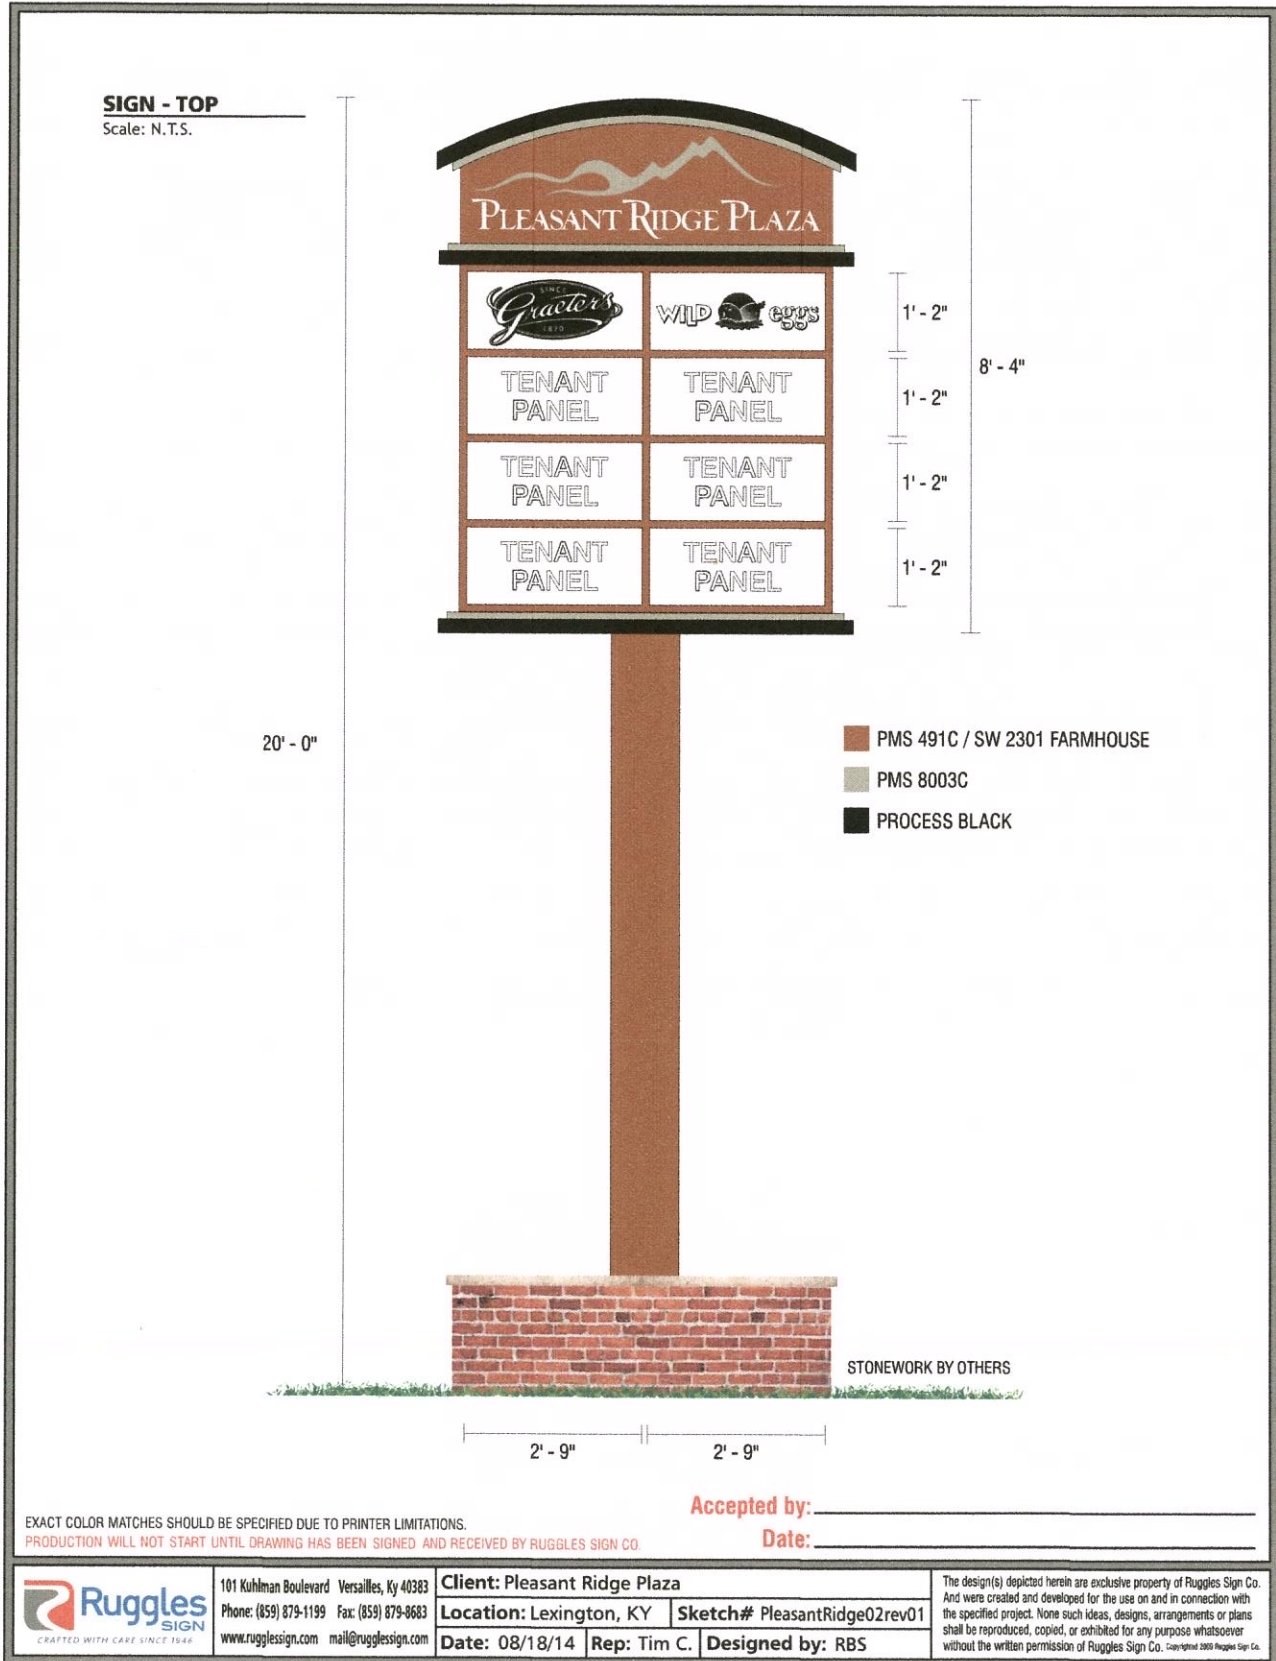 SIGN - TOP
Scale: N.T.S.
PLEASANT RIDGE PLAZA
SINCE
Graeter's
1870
WILD eggs
1' - 2"
TENANT
PANEL
TENANT
PANEL
1' - 2"
8' - 4"
TENANT
PANEL
TENANT
PANEL
1' - 2"
TENANT
PANEL
TENANT
PANEL
1' - 2"
20' - 0"
PMS 491C / SW 2301 FARMHOUSE
PMS 8003C
PROCESS BLACK
STONEWORK BY OTHERS
2' - 9"
2' - 9"
Accepted by:
Date:
EXACT COLOR MATCHES SHOULD BE SPECIFIED DUE TO PRINTER LIMITATIONS.
PRODUCTION WILL NOT START UNTIL DRAWING HAS BEEN SIGNED AND RECEIVED BY RUGGLES SIGN CO.
Ruggles
SIGN
CRAFTED WITH CARE SINCE 1946
101 Kuhlman Boulevard Versailles, Ky 40383
Phone: (859) 879-1199 Fax: (859) 879-8683
www.rugglessign.com mail@rugglessign.com
Client: Pleasant Ridge Plaza
Location: Lexington, KY
Sketch# PleasantRidge02rev01
Date: 08/18/14
Rep: Tim C.
Designed by: RBS
The design(s) depicted herein are exclusive property of Ruggles Sign Co.
And were created and developed for the use on and in connection with
the specified project. None such ideas, designs, arrangements or plans
shall be reproduced, copied, or exhibited for any purpose whatsoever
without the written permission of Ruggles Sign Co. Copyrighted 2009 Ruggles Sign Co.